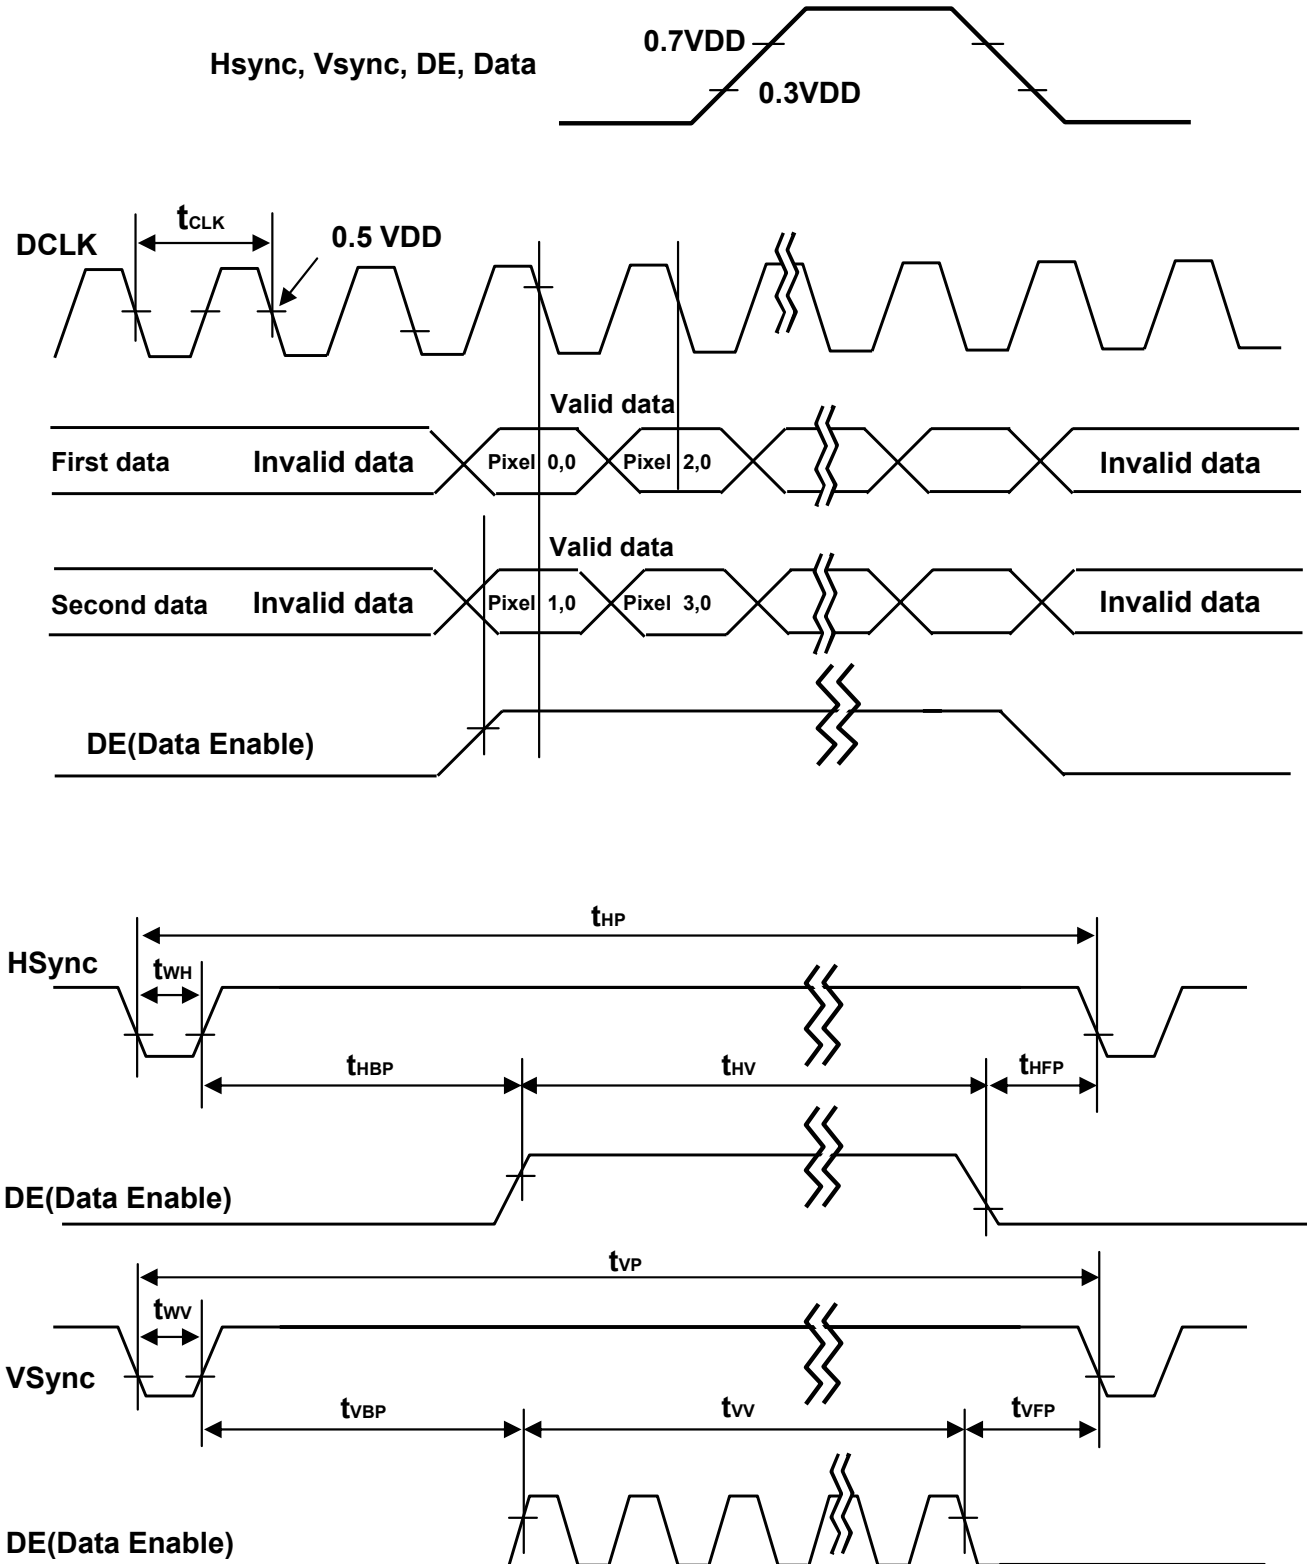 0.7VDD
Hsync, Vsync, DE, Data
0.3VDD
tCLK
DCLK
0.5 VDD
Valid data
First data Invalid data Pixel 0,0 Pixel 2,0 Invalid data
Valid data
Second data Invalid data Pixel 1,0 Pixel 3,0 Invalid data
DE(Data Enable)
tHP
HSync
tWH
tHBP tHV tHFP
DE(Data Enable)
tVP
tWV
VSync
tVBP tVV tVFP
DE(Data Enable)